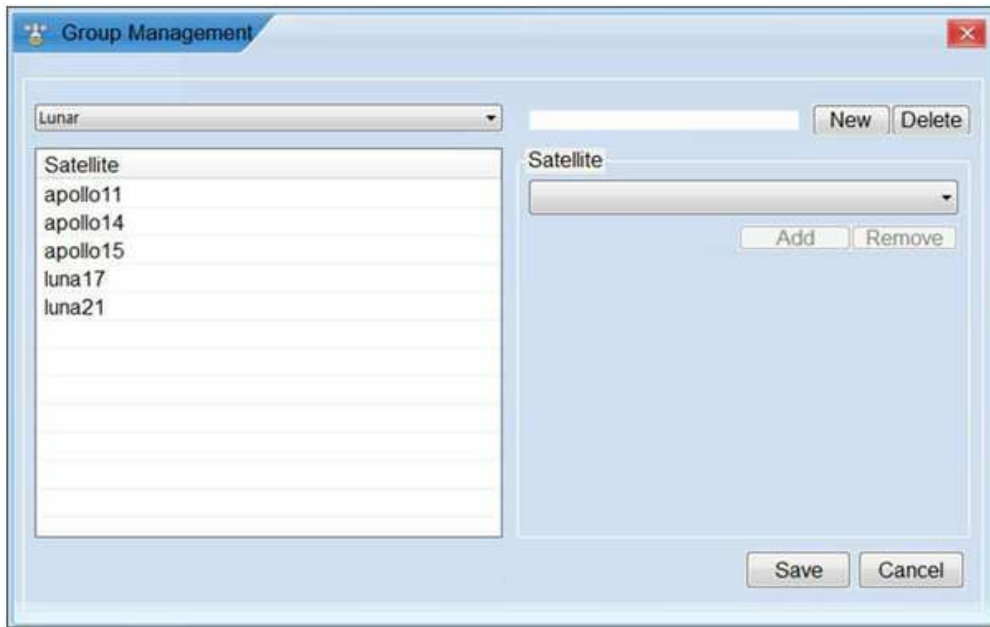 Group Management
Lunar
New Delete
Satellite
apollo11
apollo14
apollo15
luna17
luna21
Satellite
Add Remove
Save Cancel